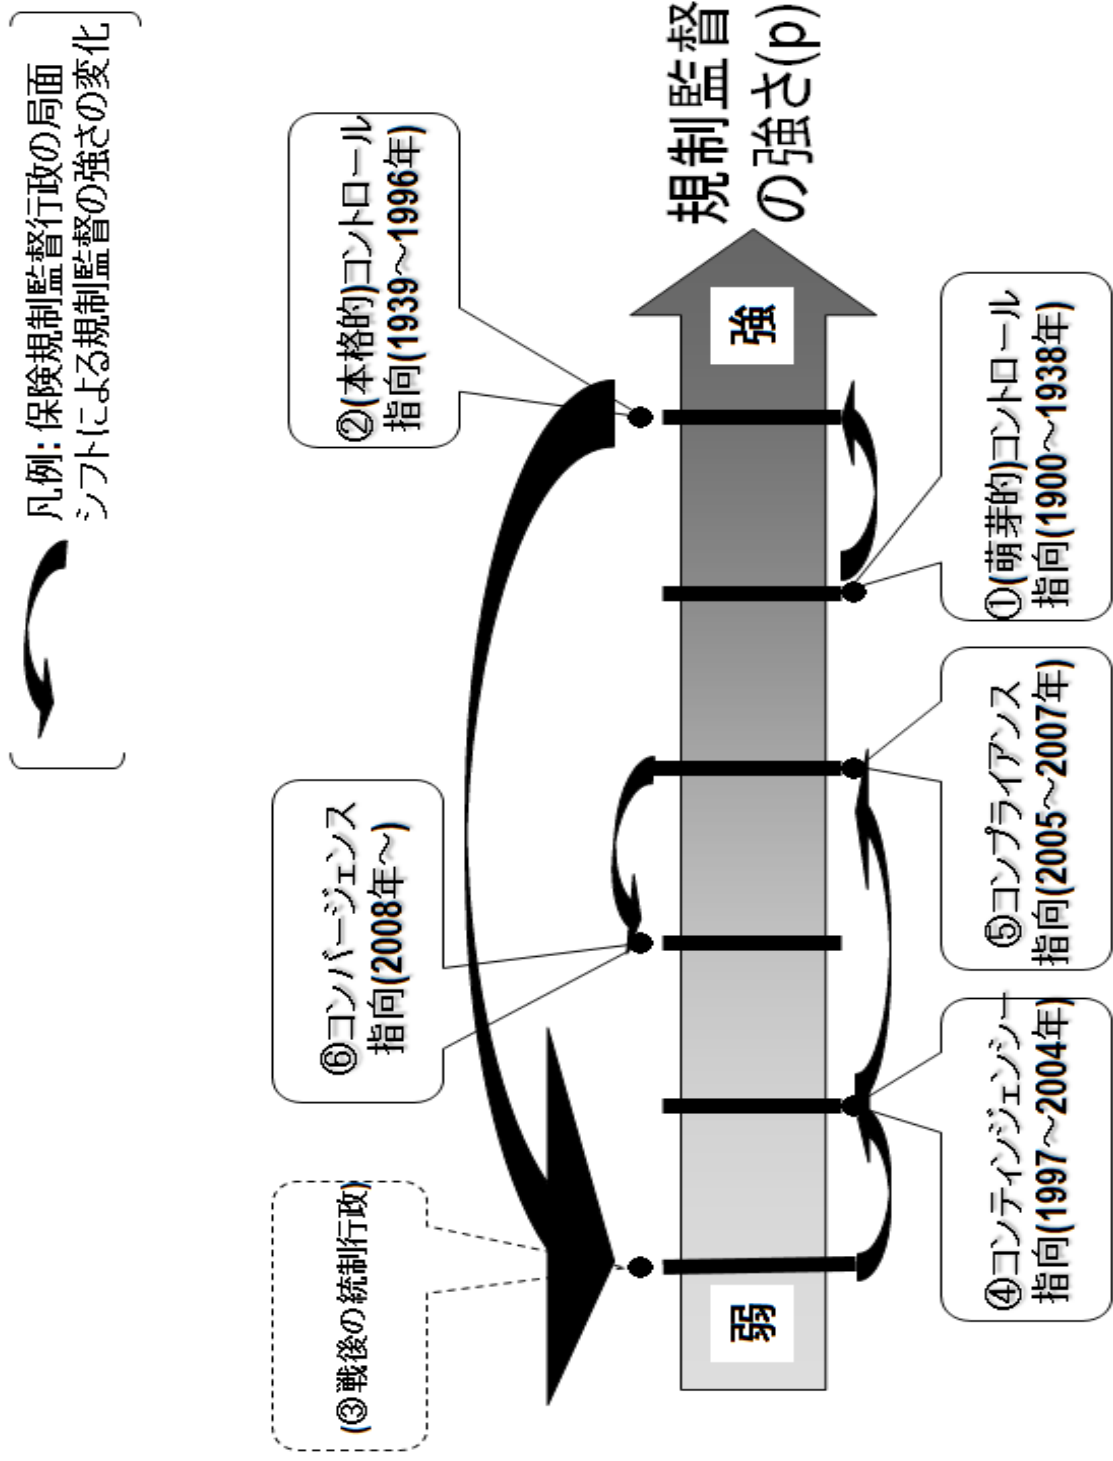 凡例: 保険規制監督行政の局面
シフトによる規制監督の強さの変化
(③戦後の統制行政)
⑥コンバージェンス
指向(2008年～)
②(本格的)コントロール
指向(1939～1996年)
弱
強
規制監督
の強さ(p)
④コンティンジェンシー
指向(1997～2004年)
⑤コンプライアンス
指向(2005～2007年)
①(萌芽的)コントロール
指向(1900～1938年)